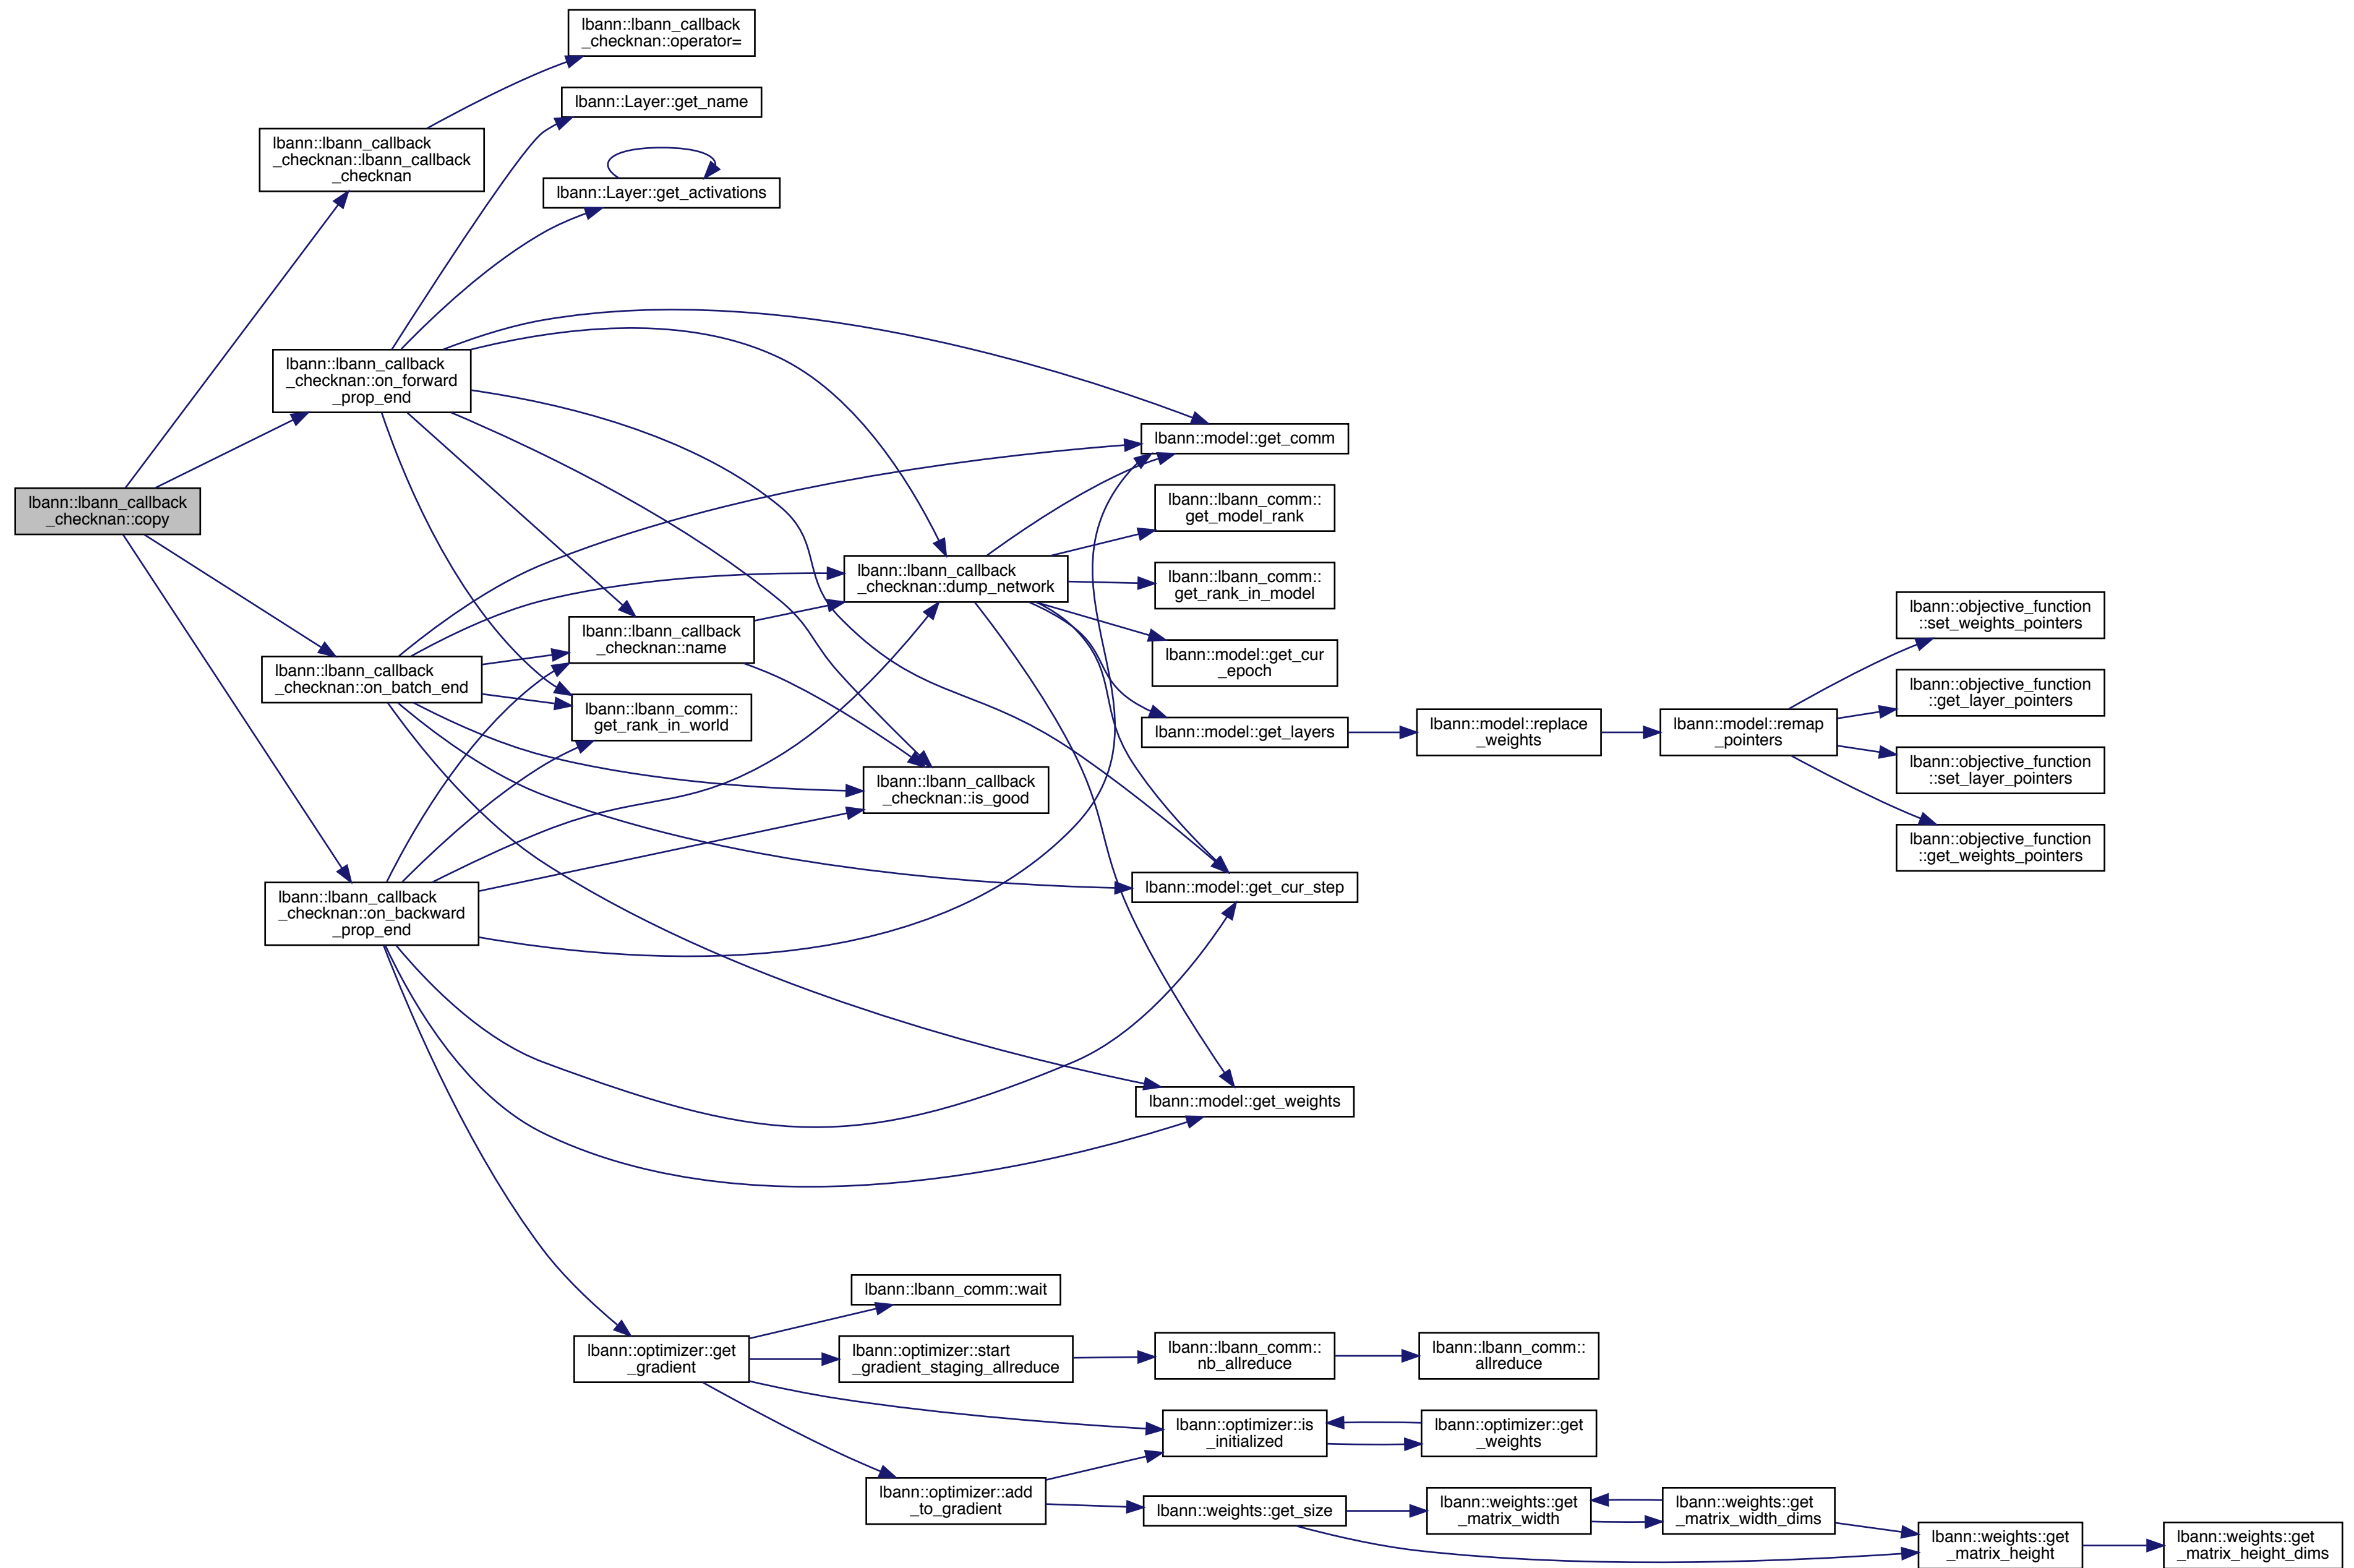 lbann::lbann_callback
_checknan::operator=
lbann::Layer::get_name
lbann::lbann_callback
_checknan::lbann_callback
_checknan
lbann::Layer::get_activations
lbann::lbann_callback
_checknan::on_forward
_prop_end
lbann::model::get_comm
lbann::lbann_callback
_checknan::copy
lbann::lbann_comm::
get_model_rank
lbann::lbann_callback
_checknan::dump_network
lbann::lbann_comm::
get_rank_in_model
lbann::objective_function
::set_weights_pointers
lbann::lbann_callback
_checknan::name
lbann::model::get_cur
_epoch
lbann::lbann_callback
_checknan::on_batch_end
lbann::objective_function
::get_layer_pointers
lbann::lbann_comm::
get_rank_in_world
lbann::model::get_layers
lbann::model::replace
_weights
lbann::model::remap
_pointers
lbann::objective_function
::set_layer_pointers
lbann::lbann_callback
_checknan::is_good
lbann::objective_function
::get_weights_pointers
lbann::model::get_cur_step
lbann::lbann_callback
_checknan::on_backward
_prop_end
lbann::model::get_weights
lbann::lbann_comm::wait
lbann::optimizer::get
_gradient
lbann::optimizer::start
_gradient_staging_allreduce
lbann::lbann_comm::
nb_allreduce
lbann::lbann_comm::
allreduce
lbann::optimizer::is
_initialized
lbann::optimizer::get
_weights
lbann::optimizer::add
_to_gradient
lbann::weights::get_size
lbann::weights::get
_matrix_width
lbann::weights::get
_matrix_width_dims
lbann::weights::get
_matrix_height
lbann::weights::get
_matrix_height_dims